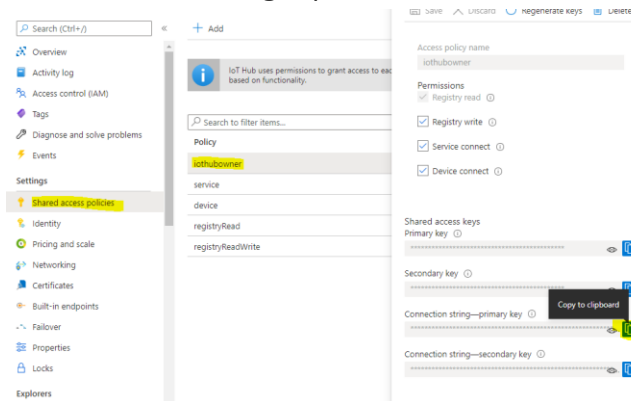 Save Discard Regenerate keys Delete
Search (Ctrl+/) «
Overview
Activity log
Access control (IAM)
Tags
Diagnose and solve problems
Events
Settings
Shared access policies
Identity
Pricing and scale
Networking
Certificates
Built-in endpoints
Failover
Properties
Locks
Explorers
+ Add
IoT Hub uses permissions to grant access to eac
based on functionality.
Search to filter items...
Policy
iothubowner
service
device
registryRead
registryReadWrite
Access policy name
iothubowner
Permissions
Registry read
Registry write
Service connect
Device connect
Shared access keys
Primary key
Secondary key
Copy to clipboard
Connection string—primary key
Connection string—secondary key